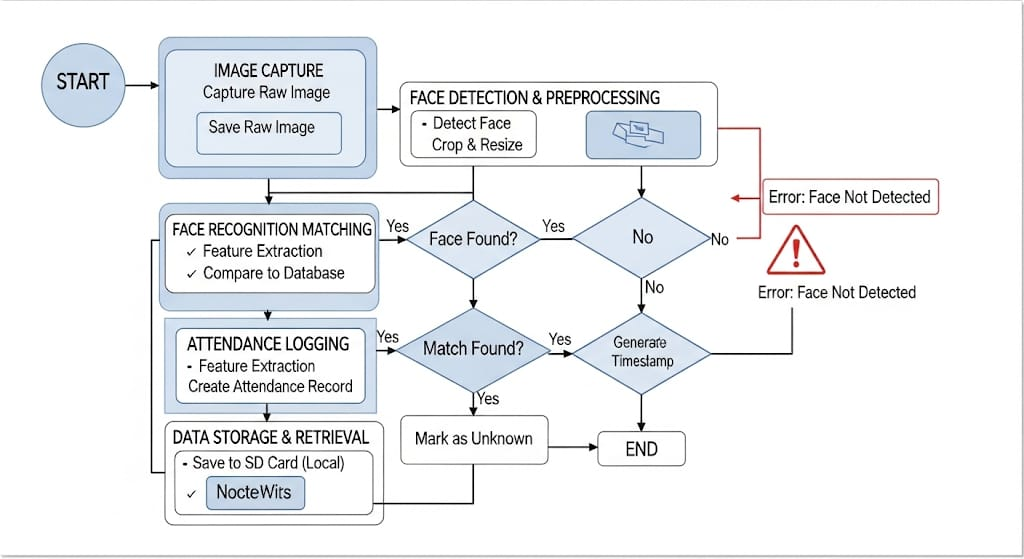 START
IMAGE CAPTURE
Capture Raw Image
Save Raw Image
FACE DETECTION & PREPROCESSING
- Detect Face
Crop & Resize
Error: Face Not Detected
Error: Face Not Detected
FACE RECOGNITION MATCHING
✓ Feature Extraction
✓ Compare to Database
Yes
Face Found?
Yes
No
No
No
ATTENDANCE LOGGING
- Feature Extraction
Create Attendance Record
Yes
Match Found?
Yes
Generate
Timestamp
Yes
DATA STORAGE & RETRIEVAL
- Save to SD Card (Local)
✓ NocteWits
Mark as Unknown
END